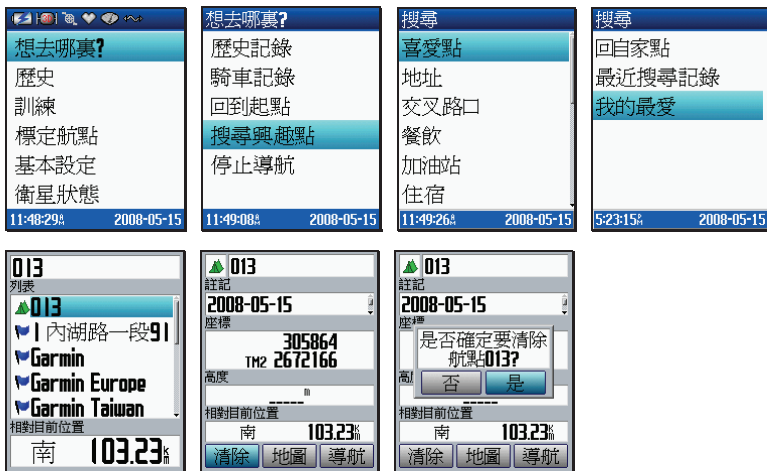 想去哪裏?
歷史
訓練
標定航點
基本設定
衛星狀態
11:48:29A 2008-05-15
想去哪裏?
歷史記錄
騎車記錄
回到起點
搜尋興趣點
停止導航
11:49:08A 2008-05-15
搜尋
喜愛點
地址
交叉路口
餐飲
加油站
住宿
11:49:26A 2008-05-15
搜尋
回自家點
最近搜尋記錄
我的最愛
5:23:15P 2008-05-15
013
列表
013
1 內湖路一段91
Garmin
Garmin Europe
Garmin Taiwan
相對目前位置
南 103.23
013
註記
2008-05-15
座標
305864
TM2 2672166
高度
m
-----
相對目前位置
南 103.23
清除 地圖 導航
013
註記
2008-05-15
座標
是否確定要清除
航點013?
否 是
-----
相對目前位置
南 103.23
清除 地圖 導航